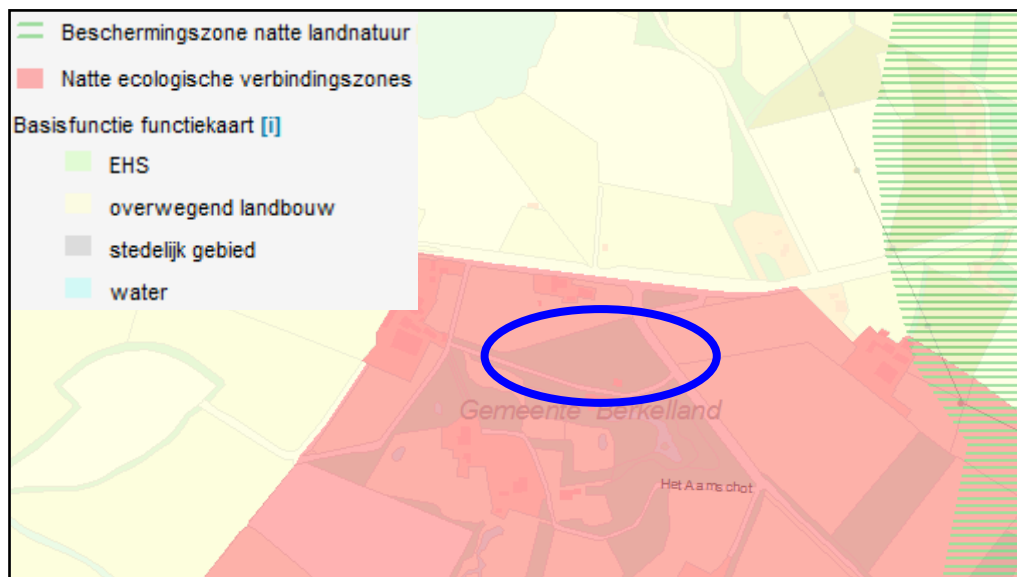 Beschermingszone natte landnatuur
Natte ecologische verbindingszones
Basisfunctie functiekaart [i]
EHS
overwegend landbouw
stedelijk gebied
water
Gemeente Berkelland
Het Aamschot